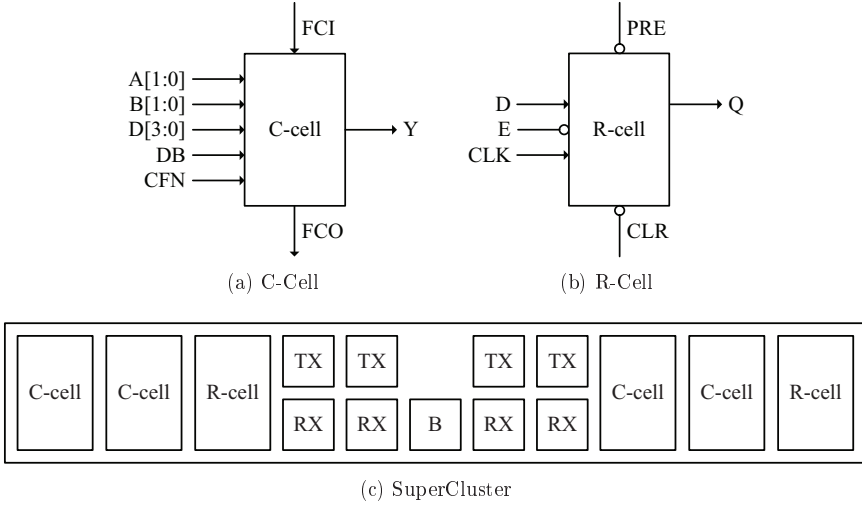 FCI
A[1:0]
B[1:0]
D[3:0]
DB
CFN
C-cell
Y
FCO
(a) C-Cell
PRE
D
E
CLK
R-cell
Q
CLR
(b) R-Cell
C-cell C-cell R-cell TX TX TX TX C-cell C-cell R-cell
RX RX B RX RX
(c) SuperCluster